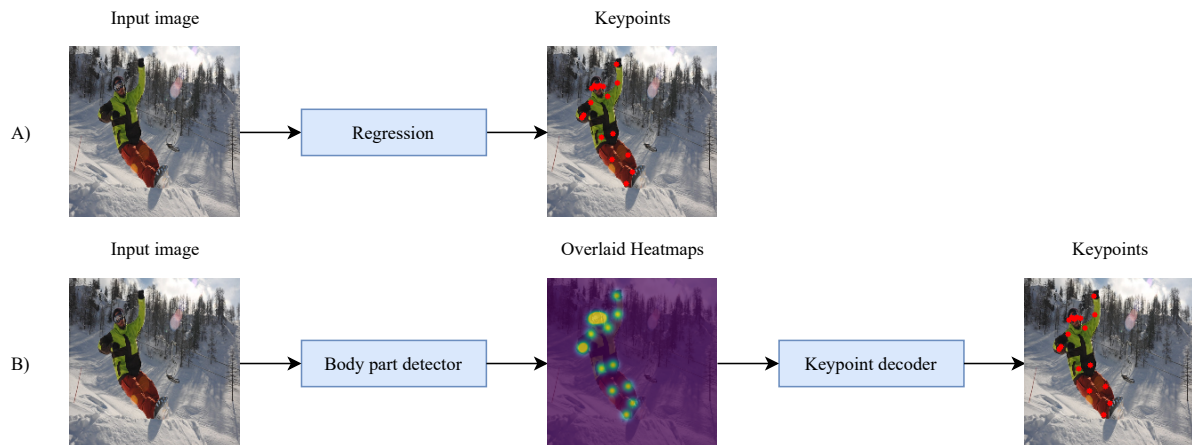 Input image
Keypoints
A)
Regression
Input image
Overlaid Heatmaps
Keypoints
B)
Body part detector
Keypoint decoder